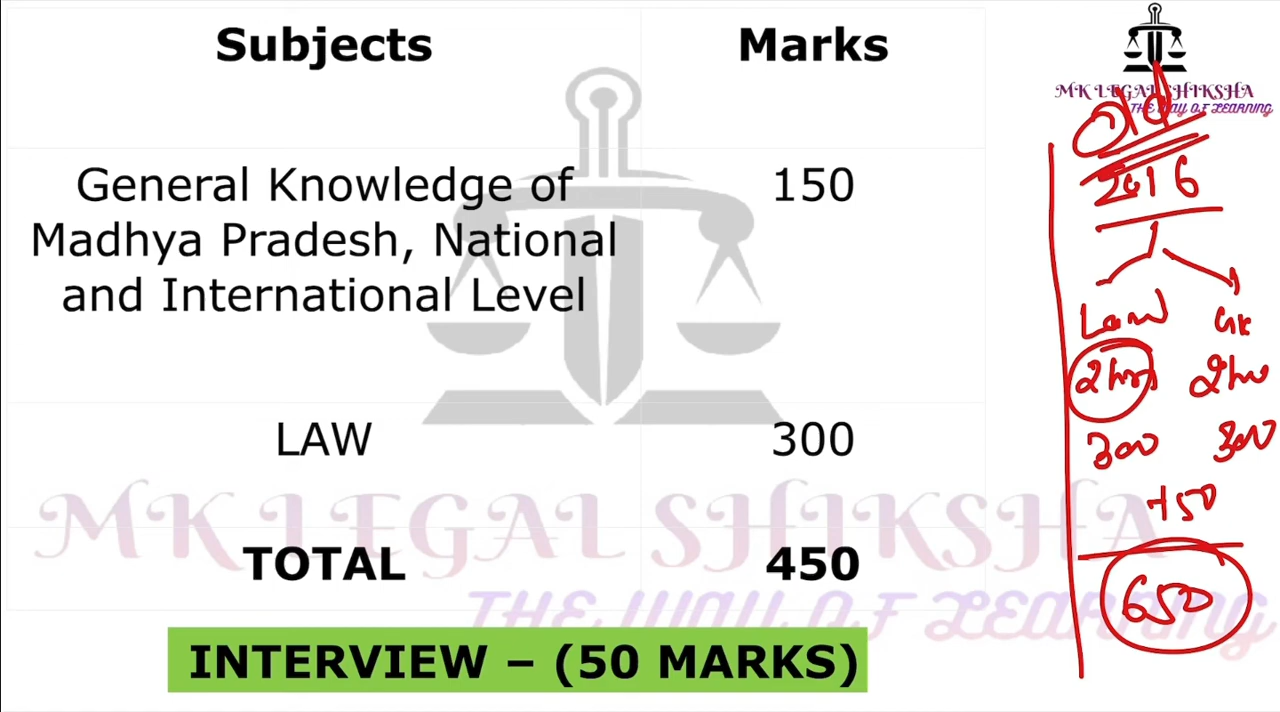 Subjects Marks
MK LEGAL SHIKSHA
THE WAY OF LEARNING
Old
2016
General Knowledge of 150
Madhya Pradesh, National
and International Level
Law GK
2hrs 2hrs
LAW 300
300 300
+50
MK LEGAL SHIKSHA
TOTAL 450
650
THE WAY OF LEARNING
INTERVIEW – (50 MARKS)